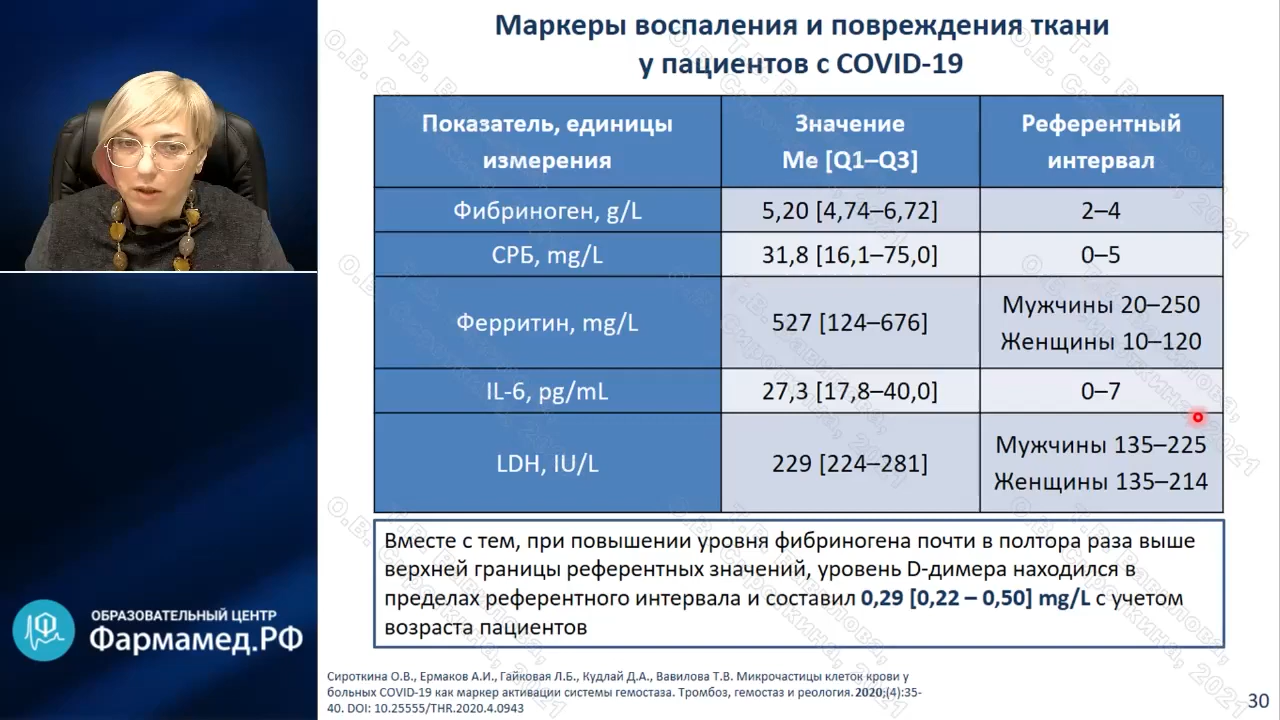 Маркеры воспаления и повреждения ткани
у пациентов с COVID-19
Показатель, единицы
измерения
Значение
Me [Q1–Q3]
Референтный
интервал
Фибриноген, g/L
5,20 [4,74–6,72]
2–4
СРБ, mg/L
31,8 [16,1–75,0]
0–5
Ферритин, mg/L
527 [124–676]
Мужчины 20–250
Женщины 10–120
IL-6, pg/mL
27,3 [17,8–40,0]
0–7
LDH, IU/L
229 [224–281]
Мужчины 135–225
Женщины 135–214
Вместе с тем, при повышении уровня фибриногена почти в полтора раза выше
верхней границы референтных значений, уровень D-димера находился в
пределах референтного интервала и составил 0,29 [0,22 – 0,50] mg/L с учетом
возраста пациентов
ОБРАЗОВАТЕЛЬНЫЙ ЦЕНТР
Фармамед.РФ
Сироткина О.В., Ермаков А.И., Гайковая Л.Б., Кудлай Д.А., Вавилова Т.В. Микрочастицы клеток крови у
больных COVID-19 как маркер активации системы гемостаза. Тромбоз, гемостаз и реология. 2020;(4):35-
40. DOI: 10.25555/THR.2020.4.0943
30